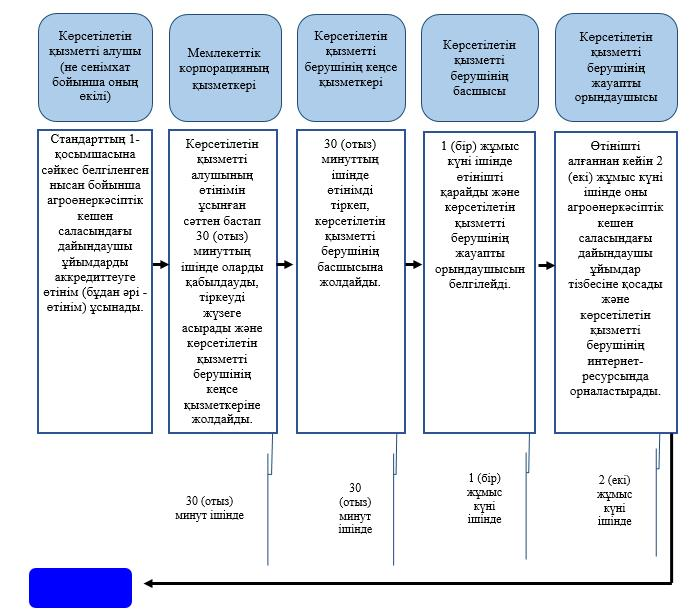 Көрсетілетін
қызметті алушы
(не сенімхат
бойынша оның
өкілі)
Мемлекеттік
корпорацияның
қызметкері
Көрсетілетін
қызметті
берушінің кеңсе
қызметкері
Көрсетілетін
қызметті
берушінің
басшысы
Көрсетілетін
қызметті
берушінің
жауапты
орындаушысы
Стандарттың 1-
қосымшасына
сәйкес белгіленген
нысан бойынша
агроөнеркәсіптік
кешен
саласындағы
дайындаушы
ұйымдарды
аккредиттеуге
өтінім (бұдан әрі -
өтінім) ұсынады.
Көрсетілетін
қызметті
алушының
өтінімін
ұсынған
сәттен бастап
30 (отыз)
минуттың
ішінде оларды
қабылдауды,
тіркеуді
жүзеге
асырады және
көрсетілетін
қызметті
берушінің
кеңсе
қызметкеріне
жолдайды.
30 (отыз)
минуттың
ішінде
өтінімді
тіркеп,
көрсетілетін
қызметті
берушінің
басшысына
жолдайды.
1 (бір) жұмыс
күні ішінде
өтінішті
қарайды және
көрсетілетін
қызметті
берушінің
жауапты
орындаушысын
белгілейді.
Өтінішті
алғаннан кейін 2
(екі) жұмыс күні
ішінде оны
агроөнеркәсіптік
кешен
саласындағы
дайындаушы
ұйымдар
тізбесіне қосады
және
көрсетілетін
қызметті
берушінің
интернет-
ресурсында
орналастырады.
30 (отыз)
минут ішінде
30
(отыз)
минут
ішінде
1 (бір)
жұмыс
күні
ішінде
2 (екі)
жұмыс
күні
ішінде